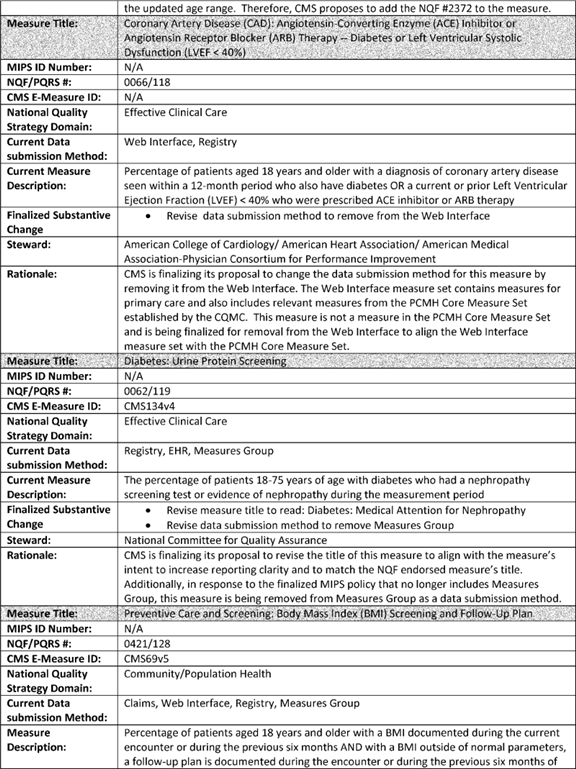 the updated age range.  Therefore, CMS proposes to add the NQF #2372 to the measure.
Measure Title: Coronary Artery Disease (CAD): Angiotensin-Converting Enzyme (ACE) Inhibitor or
Angiotensin Receptor Blocker (ARB) Therapy -- Diabetes or Left Ventricular Systolic
Dysfunction (LVEF < 40%)
MIPS ID Number: N/A
NQF/PQRS #: 0066/118
CMS E-Measure ID: N/A
National Quality Effective Clinical Care
Strategy Domain:
Current Data Web Interface, Registry
submission Method:
Current Measure Percentage of patients aged 18 years and older with a diagnosis of coronary artery disease
Description: seen within a 12-month period who also have diabetes OR a current or prior Left Ventricular
Ejection Fraction (LVEF) < 40% who were prescribed ACE inhibitor or ARB therapy
Finalized Substantive • Revise  data submission method to remove from the Web Interface
Change
Steward: American College of Cardiology/ American Heart Association/ American Medical
Association-Physician Consortium for Performance Improvement
Rationale: CMS is finalizing its proposal to change the data submission method for this measure by
removing it from the Web Interface. The Web Interface measure set contains measures for
primary care and also includes relevant measures from the PCMH Core Measure Set
established by the CQMC.  This measure is not a measure in the PCMH Core Measure Set
and is being finalized for removal from the Web Interface to align the Web Interface
measure set with the PCMH Core Measure Set.
Measure Title: Diabetes: Urine Protein Screening
MIPS ID Number: N/A
NQF/PQRS #: 0062/119
CMS E-Measure ID: CMS134v4
National Quality Effective Clinical Care
Strategy Domain:
Current Data Registry, EHR, Measures Group
submission Method:
Current Measure The percentage of patients 18-75 years of age with diabetes who had a nephropathy
Description: screening test or evidence of nephropathy during the measurement period
Finalized Substantive • Revise measure title to read: Diabetes: Medical Attention for Nephropathy
Change • Revise data submission method to remove Measures Group
Steward: National Committee for Quality Assurance
Rationale: CMS is finalizing its proposal to revise the title of this measure to align with the measure's
intent to increase reporting clarity and to match the NQF endorsed measure's title.
Additionally, in response to the finalized MIPS policy that no longer includes Measures
Group, this measure is being removed from Measures Group as a data submission method.
Measure Title: Preventive Care and Screening: Body Mass Index (BMI) Screening and Follow-Up Plan
MIPS ID Number: N/A
NQF/PQRS #: 0421/128
CMS E-Measure ID: CMS69v5
National Quality Community/Population Health
Strategy Domain:
Current Data Claims, Web Interface, Registry, Measures Group
submission Method:
Measure Percentage of patients aged 18 years and older with a BMI documented during the current
Description: encounter or during the previous six months AND with a BMI outside of normal parameters,
a follow-up plan is documented during the encounter or during the previous six months of